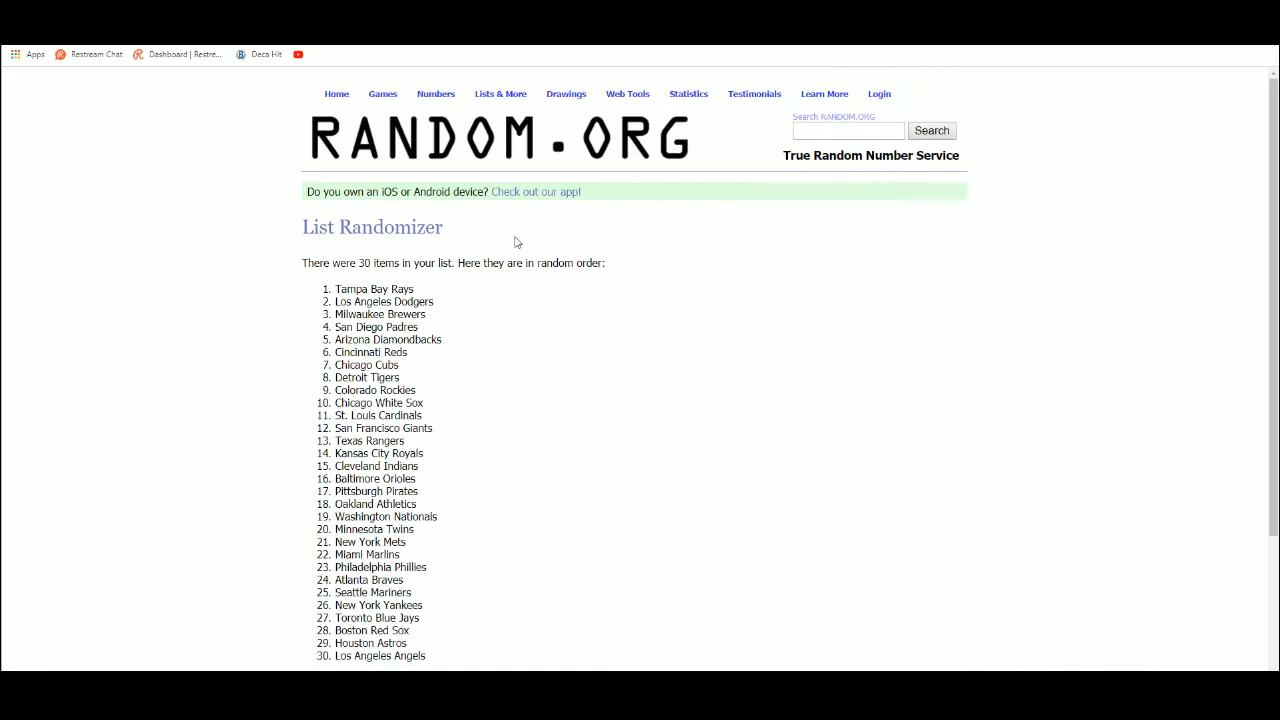 Apps Restream Chat Dashboard | Restre... Deca Hit
Home Games Numbers Lists & More Drawings Web Tools Statistics Testimonials Learn More Login
RANDOM.ORG
Search RANDOM.ORG
Search
True Random Number Service
Do you own an iOS or Android device? Check out our app!
List Randomizer
There were 30 items in your list. Here they are in random order:
1. Tampa Bay Rays
2. Los Angeles Dodgers
3. Milwaukee Brewers
4. San Diego Padres
5. Arizona Diamondbacks
6. Cincinnati Reds
7. Chicago Cubs
8. Detroit Tigers
9. Colorado Rockies
10. Chicago White Sox
11. St. Louis Cardinals
12. San Francisco Giants
13. Texas Rangers
14. Kansas City Royals
15. Cleveland Indians
16. Baltimore Orioles
17. Pittsburgh Pirates
18. Oakland Athletics
19. Washington Nationals
20. Minnesota Twins
21. New York Mets
22. Miami Marlins
23. Philadelphia Phillies
24. Atlanta Braves
25. Seattle Mariners
26. New York Yankees
27. Toronto Blue Jays
28. Boston Red Sox
29. Houston Astros
30. Los Angeles Angels